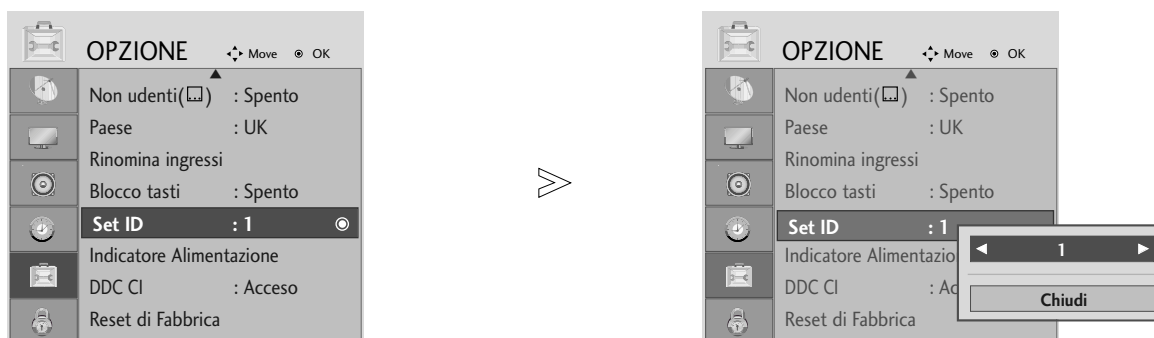 OPZIONE Move OK
Non udenti( ) : Spento
Paese : UK
Rinomina ingressi
Blocco tasti : Spento
Set ID : 1
Indicatore Alimentazione
DDC CI : Acceso
Reset di Fabbrica
OPZIONE Move OK
Non udenti( ) : Spento
Paese : UK
Rinomina ingressi
Blocco tasti : Spento
Set ID : 1
Indicatore Alimentazio
DDC CI : Ac
Reset di Fabbrica
◄ 1 ►
Chiudi